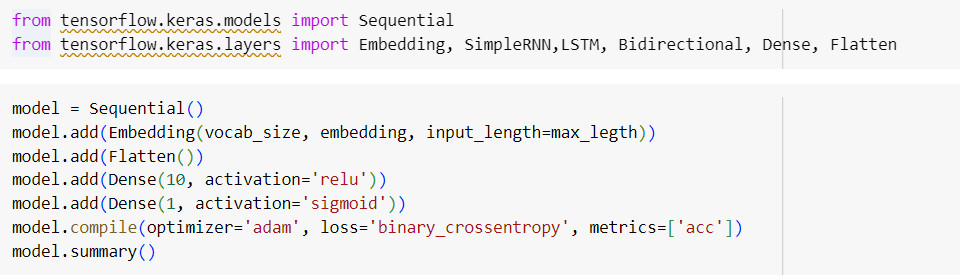 from tensorflow.keras.models import Sequential
from tensorflow.keras.layers import Embedding, SimpleRNN,LSTM, Bidirectional, Dense, Flatten
model = Sequential()
model.add(Embedding(vocab_size, embedding, input_length=max_legth))
model.add(Flatten())
model.add(Dense(10, activation='relu'))
model.add(Dense(1, activation='sigmoid'))
model.compile(optimizer='adam', loss='binary_crossentropy', metrics=['acc'])
model.summary()